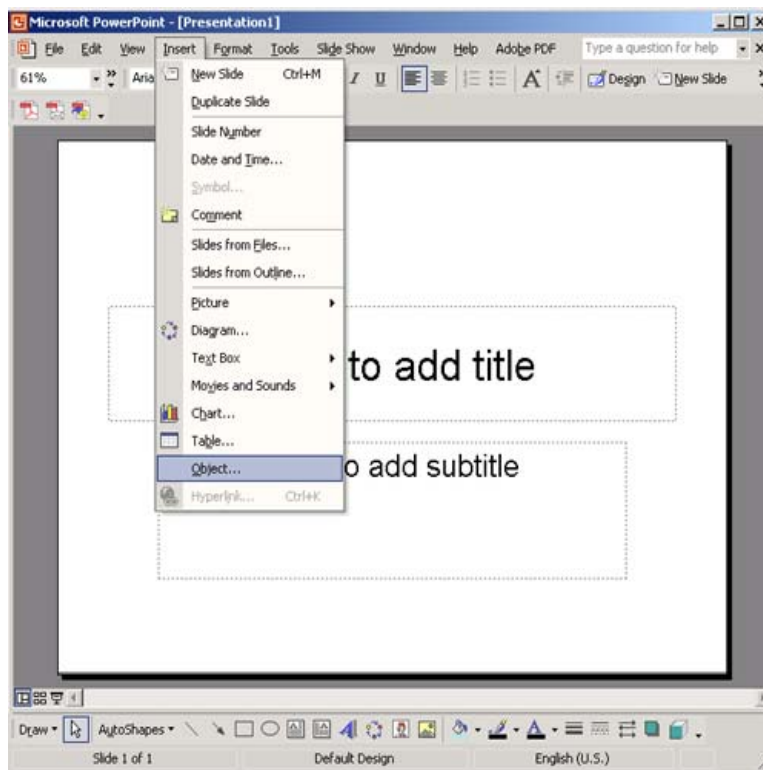 Microsoft PowerPoint - [Presentation1]
File Edit View Insert Format Tools Slide Show Window Help Adobe PDF Type a question for help
61% Aria I U A Design New Slide
New Slide Ctrl+M
Duplicate Slide
Slide Number
Date and Time...
Symbol...
Comment
Slides from Files...
Slides from Outline...
Picture
Diagram...
Text Box
to add title
Movies and Sounds
Chart...
Table...
Object...
o add subtitle
Hyperlink... Ctrl+K
Draw AutoShapes A A
Slide 1 of 1 Default Design English (U.S.)